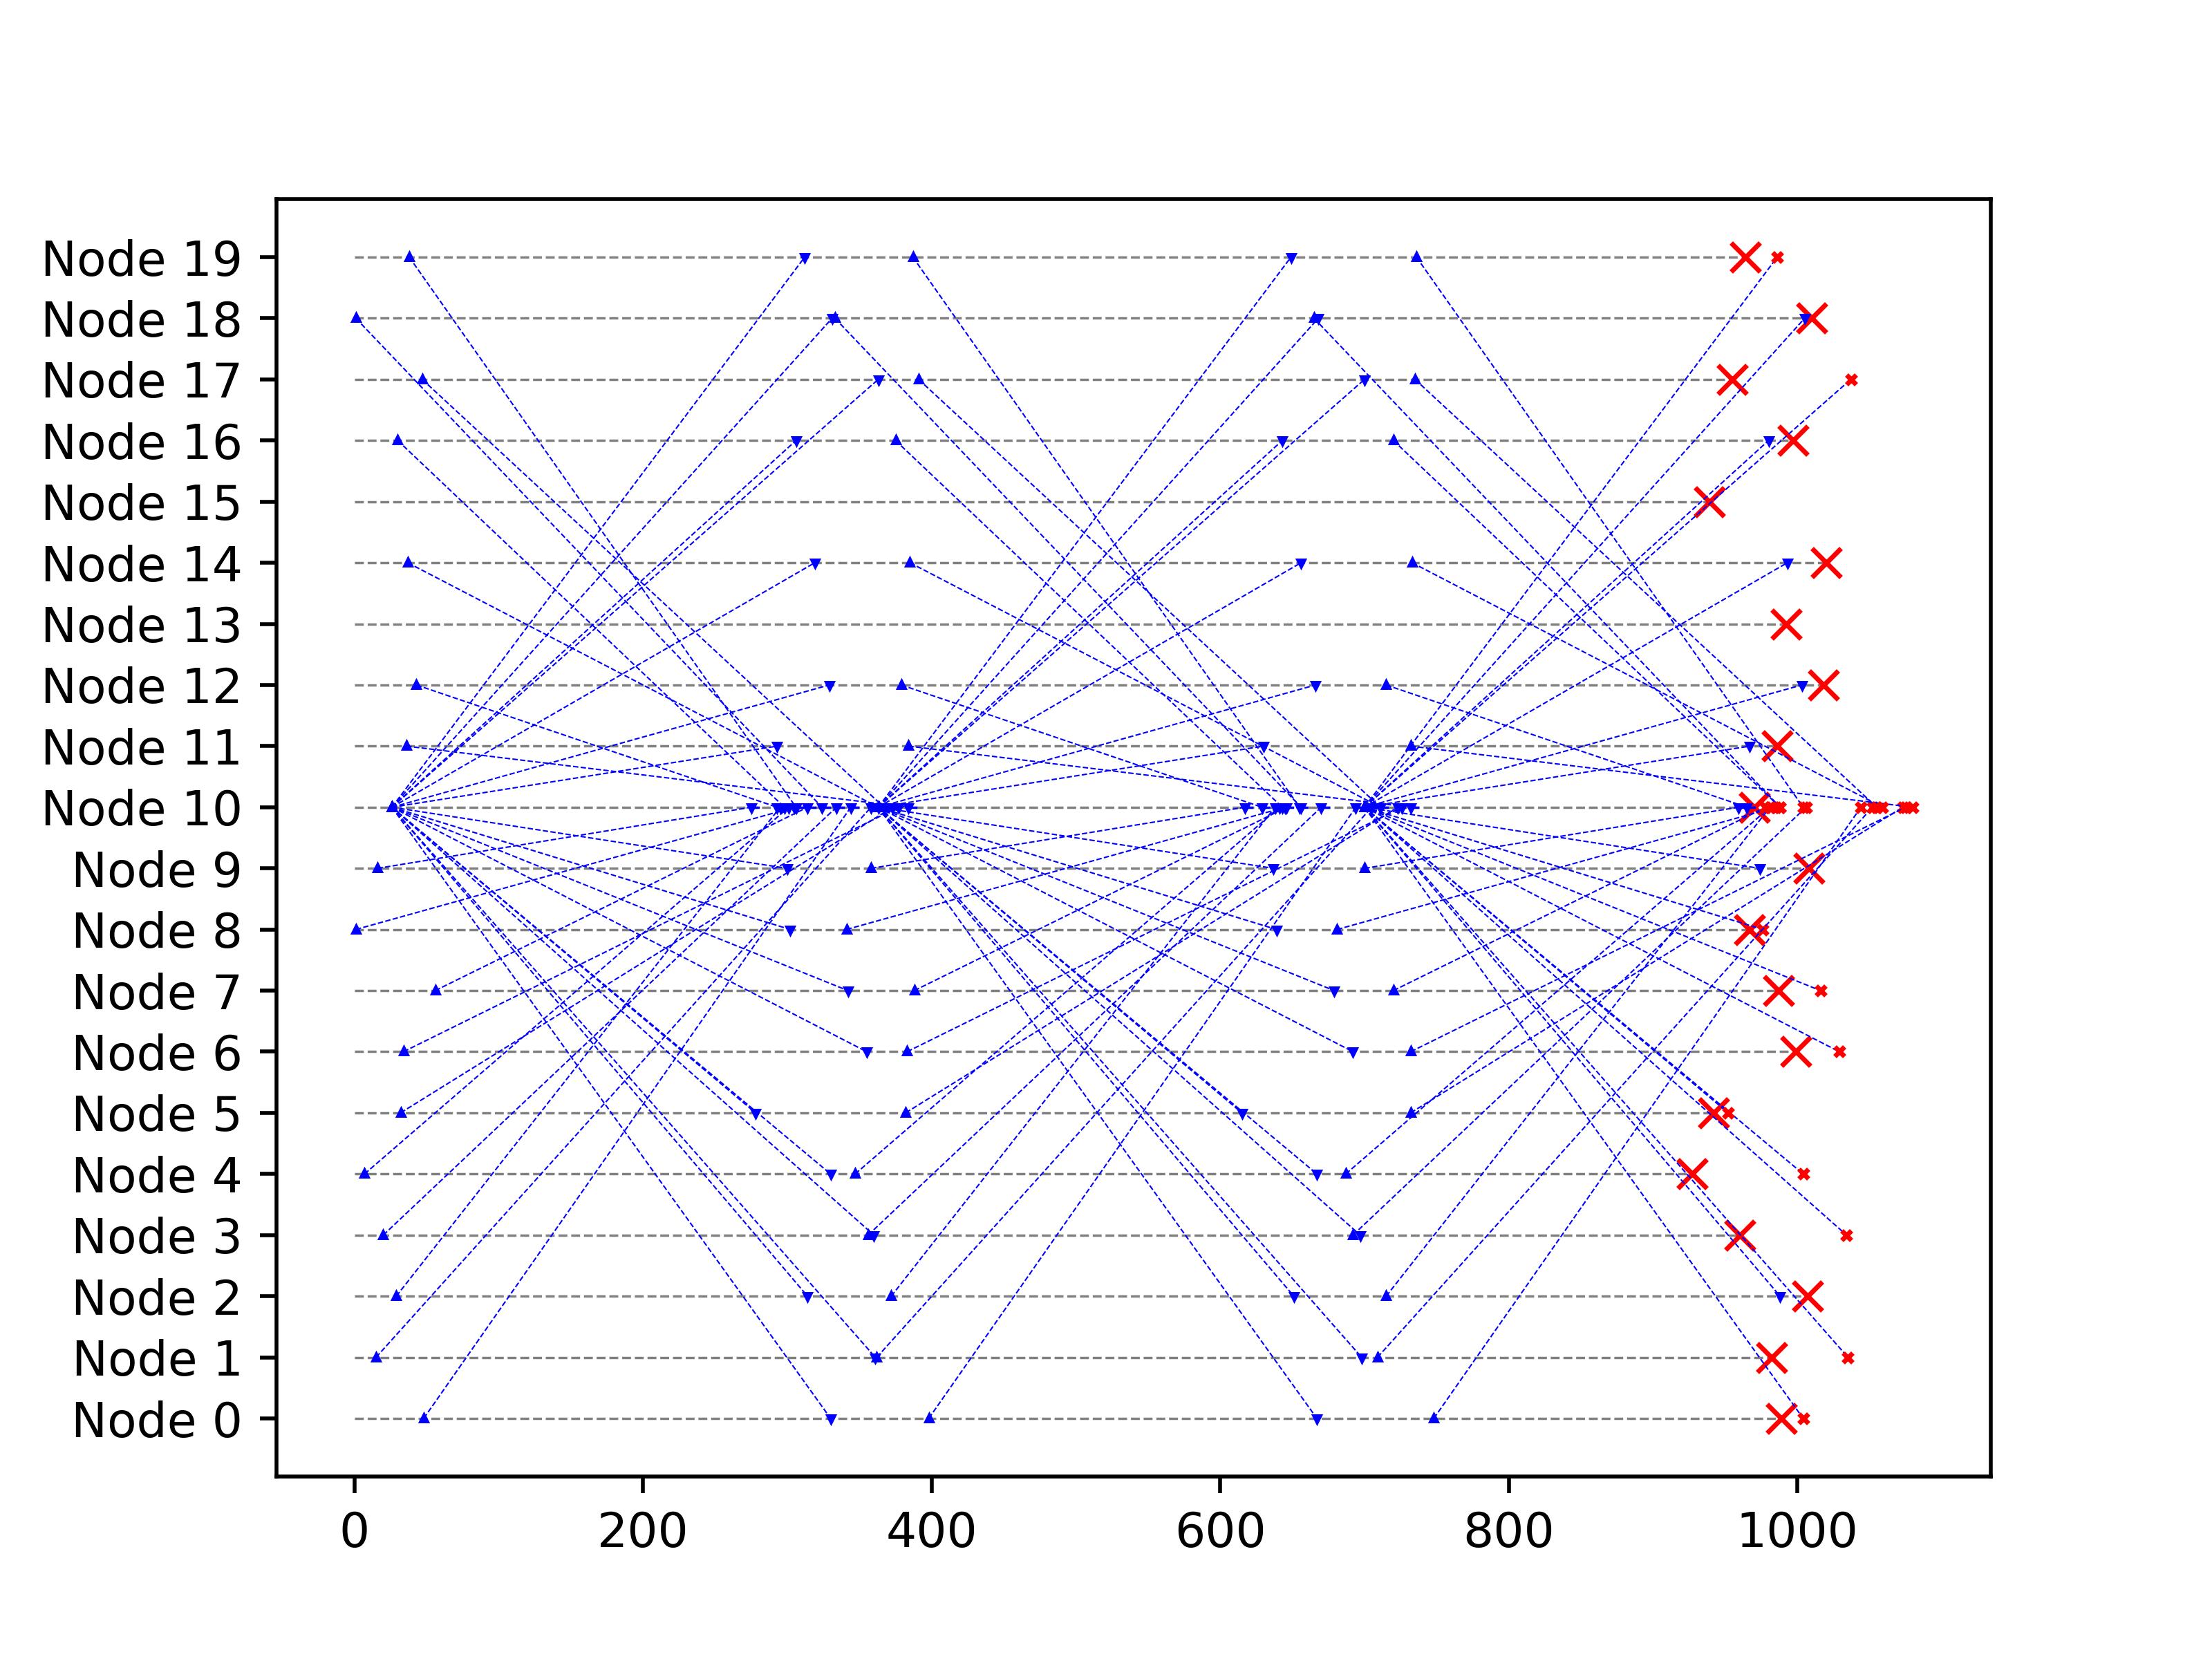 Node 19
Node 18
Node 17
Node 16
Node 15
Node 14
Node 13
Node 12
Node 11
Node 10
Node 9
Node 8
Node 7
Node 6
Node 5
Node 4
Node 3
Node 2
Node 1
Node 0
0 200 400 600 800 1000